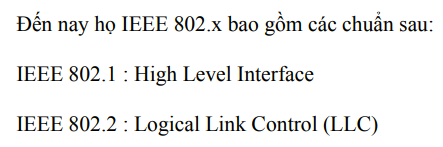 Đến nay họ IEEE 802.x bao gồm các chuẩn sau:
IEEE 802.1 : High Level Interface
IEEE 802.2 : Logical Link Control (LLC)